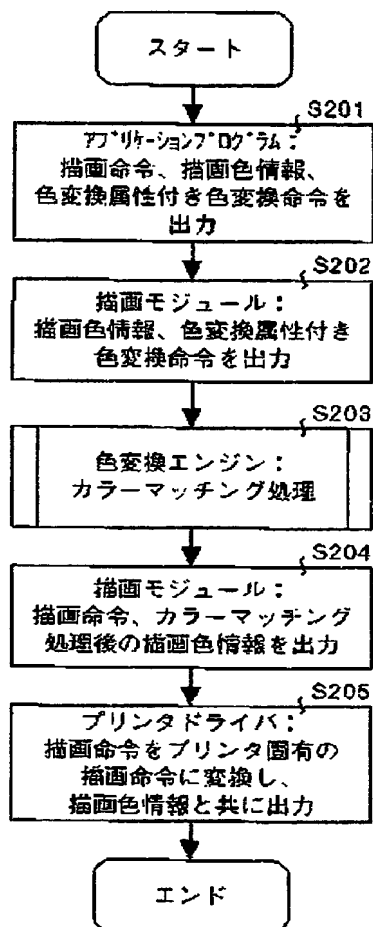 スタート
S201
アプリケーションプログラム：
描画命令、描画色情報、
色変換属性付き色変換命令を
出力
S202
描画モジュール：
描画色情報、色変換属性付き
色変換命令を出力
S203
色変換エンジン：
カラーマッチング処理
S204
描画モジュール：
描画命令、カラーマッチング
処理後の描画色情報を出力
S205
プリンタドライバ：
描画命令をプリンタ固有の
描画命令に変換し、
描画色情報と共に出力
エンド